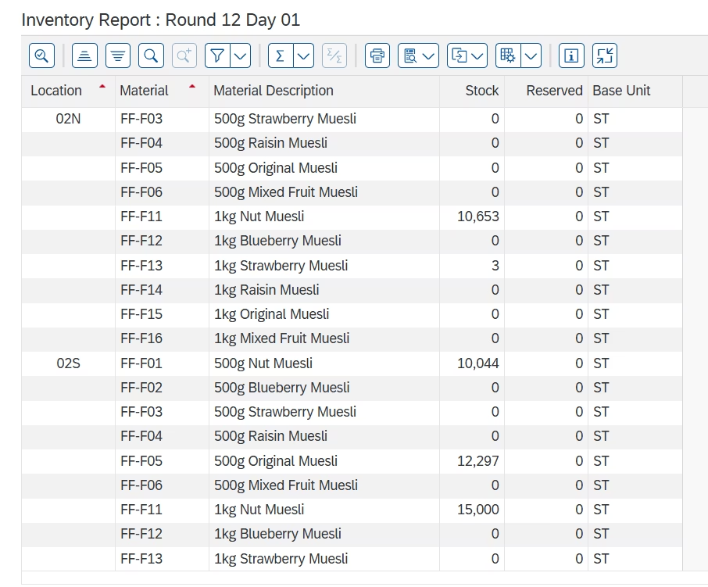 Inventory Report : Round 12 Day 01
Location Material Material Description Stock Reserved Base Unit
02N FF-F03 500g Strawberry Muesli 0 0 ST
FF-F04 500g Raisin Muesli 0 0 ST
FF-F05 500g Original Muesli 0 0 ST
FF-F06 500g Mixed Fruit Muesli 0 0 ST
FF-F11 1kg Nut Muesli 10,653 0 ST
FF-F12 1kg Blueberry Muesli 0 0 ST
FF-F13 1kg Strawberry Muesli 3 0 ST
FF-F14 1kg Raisin Muesli 0 0 ST
FF-F15 1kg Original Muesli 0 0 ST
FF-F16 1kg Mixed Fruit Muesli 0 0 ST
02S FF-F01 500g Nut Muesli 10,044 0 ST
FF-F02 500g Blueberry Muesli 0 0 ST
FF-F03 500g Strawberry Muesli 0 0 ST
FF-F04 500g Raisin Muesli 0 0 ST
FF-F05 500g Original Muesli 12,297 0 ST
FF-F06 500g Mixed Fruit Muesli 0 0 ST
FF-F11 1kg Nut Muesli 15,000 0 ST
FF-F12 1kg Blueberry Muesli 0 0 ST
FF-F13 1kg Strawberry Muesli 0 0 ST